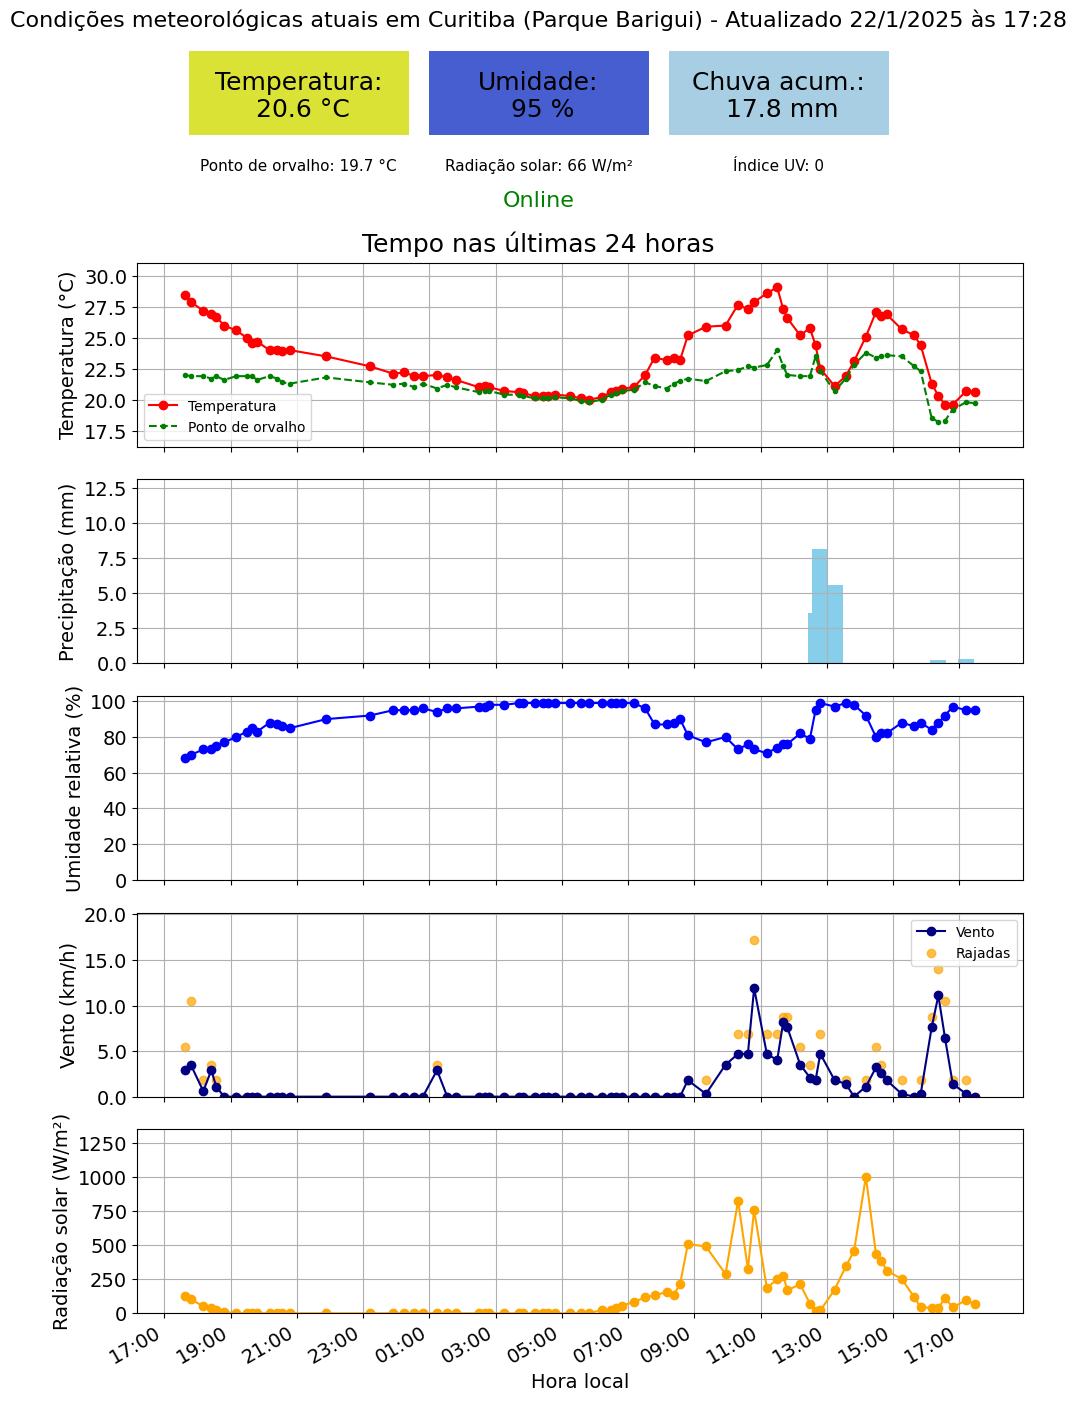 Condições meteorológicas atuais em Curitiba (Parque Barigui) - Atualizado 22/1/2025 às 17:28
Temperatura:
20.6 °C
Umidade:
95 %
Chuva acum.:
17.8 mm
Ponto de orvalho: 19.7 °C
Radiação solar: 66 W/m²
Índice UV: 0
Online
Tempo nas últimas 24 horas
Temperatura (°C)
30.0
27.5
25.0
22.5
20.0
17.5
Temperatura
Ponto de orvalho
Precipitação (mm)
12.5
10.0
7.5
5.0
2.5
0.0
Umidade relativa (%)
100
80
60
40
20
0
Vento (km/h)
20.0
15.0
10.0
5.0
0.0
Vento
Rajadas
Radiação solar (W/m²)
1250
1000
750
500
250
0
17:00
19:00
21:00
23:00
01:00
03:00
05:00
07:00
09:00
11:00
13:00
15:00
17:00
Hora local